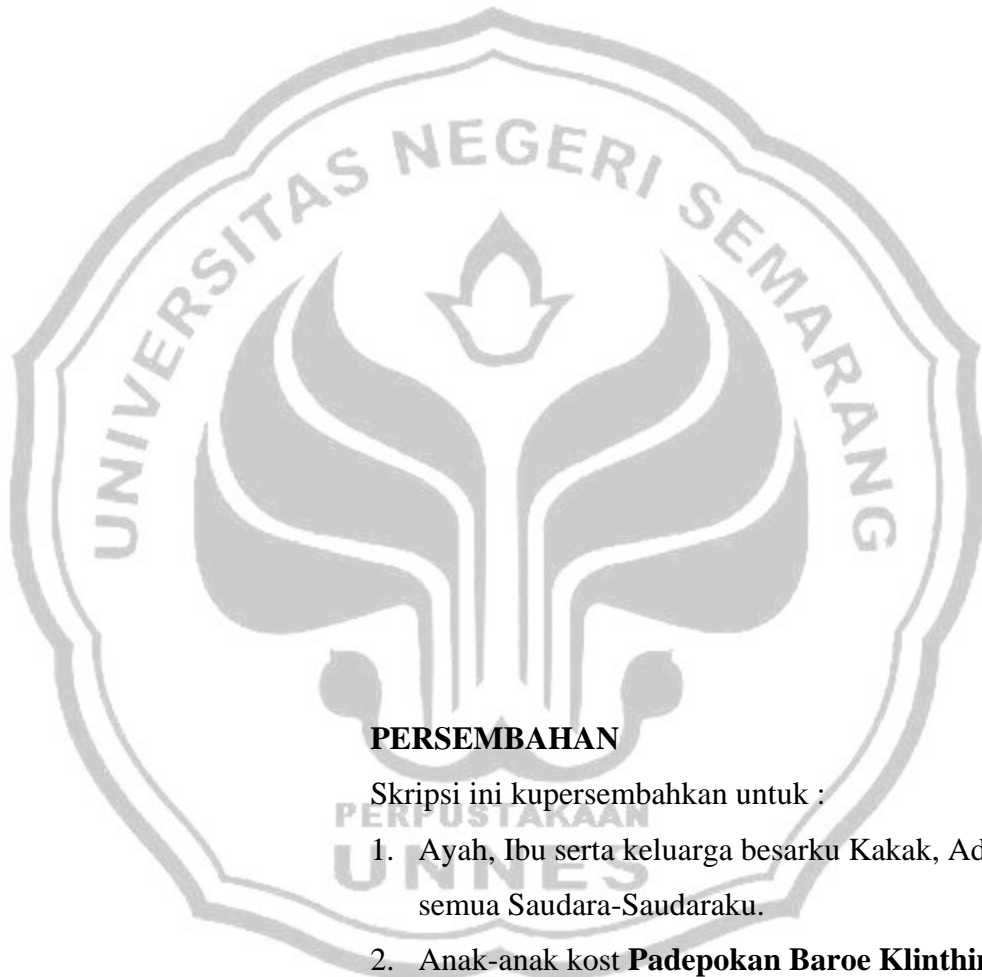 UNIVERSITAS NEGERI SEMARANG
PERSEMBAHAN
Skripsi ini kupersembahkan untuk :
PERPUSTAKAAN
1. Ayah, Ibu serta keluarga besarku Kakak,
UNNES
semua Saudara-Saudaraku.
2. Anak-anak kost Padepokan Baroe